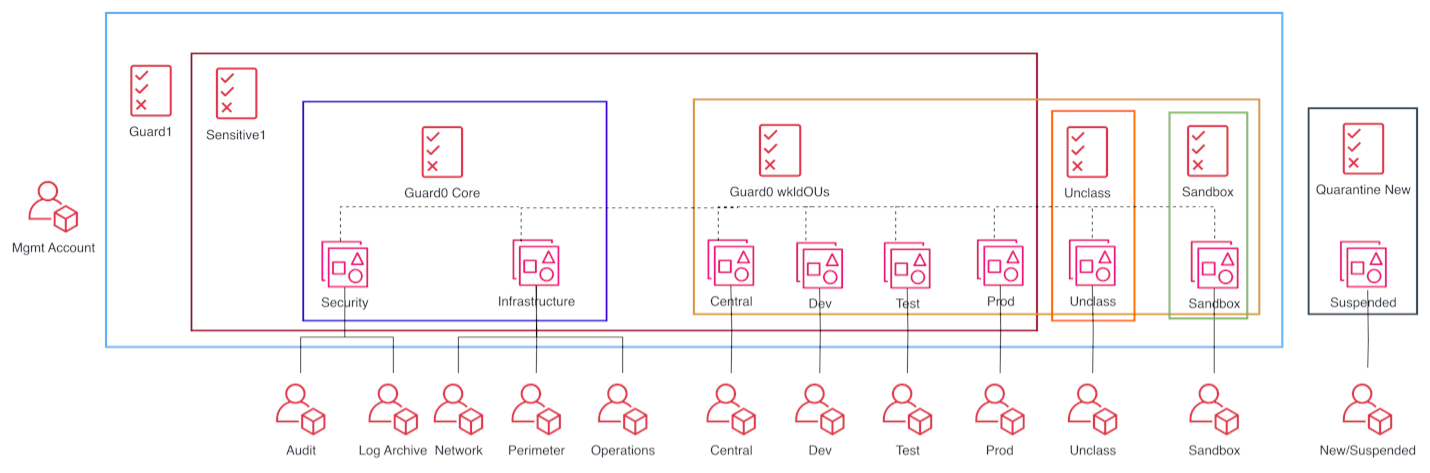 Guard1
Sensitive1
Guard0 Core
Guard0 wkldOUs
Unclass
Sandbox
Quarantine New
Mgmt Account
Security
Infrastructure
Central
Dev
Test
Prod
Unclass
Sandbox
Suspended
Audit
Log Archive
Network
Perimeter
Operations
Central
Dev
Test
Prod
Unclass
Sandbox
New/Suspended